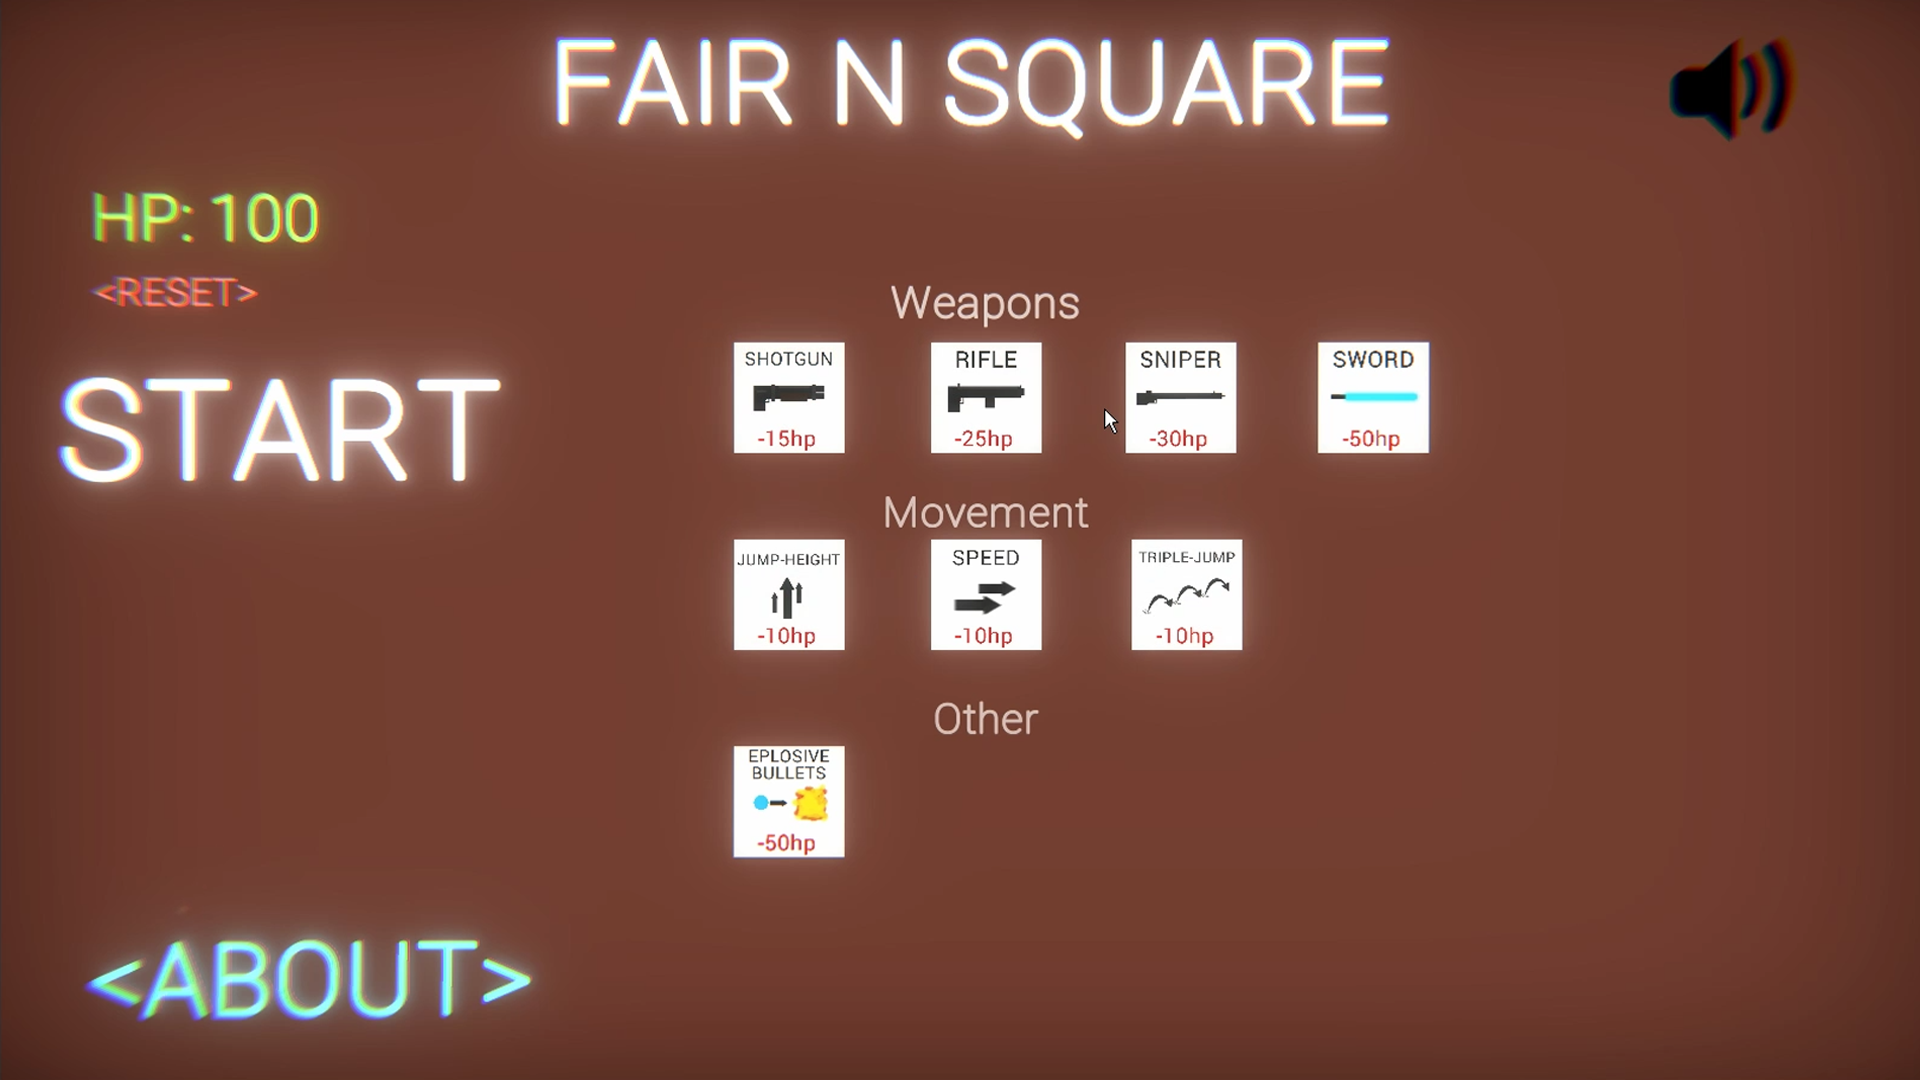 FAIR N SQUARE
HP: 100
<RESET>
START
Weapons
SHOTGUN
-15hp
RIFLE
-25hp
SNIPER
-30hp
SWORD
-50hp
Movement
JUMP-HEIGHT
-10hp
SPEED
-10hp
TRIPLE-JUMP
-10hp
Other
EPLOSIVE
BULLETS
-50hp
<ABOUT>